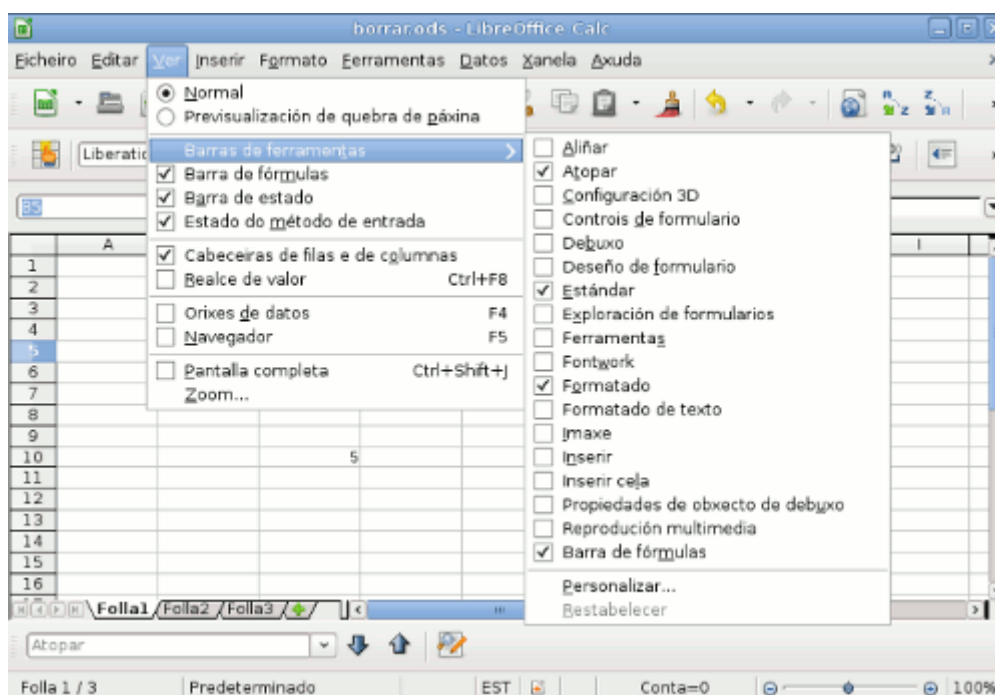 borrar.ods - LibreOffice Calc
Eicheiro Editar Ver Inserir Formato Ferramentas Datos Xanela Axuda
Normal
Previsualización de quebra de páxina
Barras de ferramentas
Barra de fórmulas
Barra de estado
Estado do método de entrada
Cabeceiras de filas e de columnas
Realce de valor Ctrl+F8
Orixes de datos F4
Navegador F5
Pantalla completa Ctrl+Shift+J
Zoom...
Aliñar
Atopar
Configuración 3D
Controis de formulario
Debuxo
Deseño de formulario
Estándar
Exploración de formularios
Ferramentas
Fontwork
Formatado
Formatado de texto
Imaxe
Inserir
Inserir cela
Propiedades de obxecto de debuxo
Reprodución multimedia
Barra de fórmulas
Personalizar...
Restabelecer
Liberatio
B5
A I
1
2
3
4
5
6
7
8
9
10 5
11
12
13
14
15
16
Folla1 Folla2 Folla3
Atopar
Folla 1 / 3 Predeterminado EST Conta=0 100%